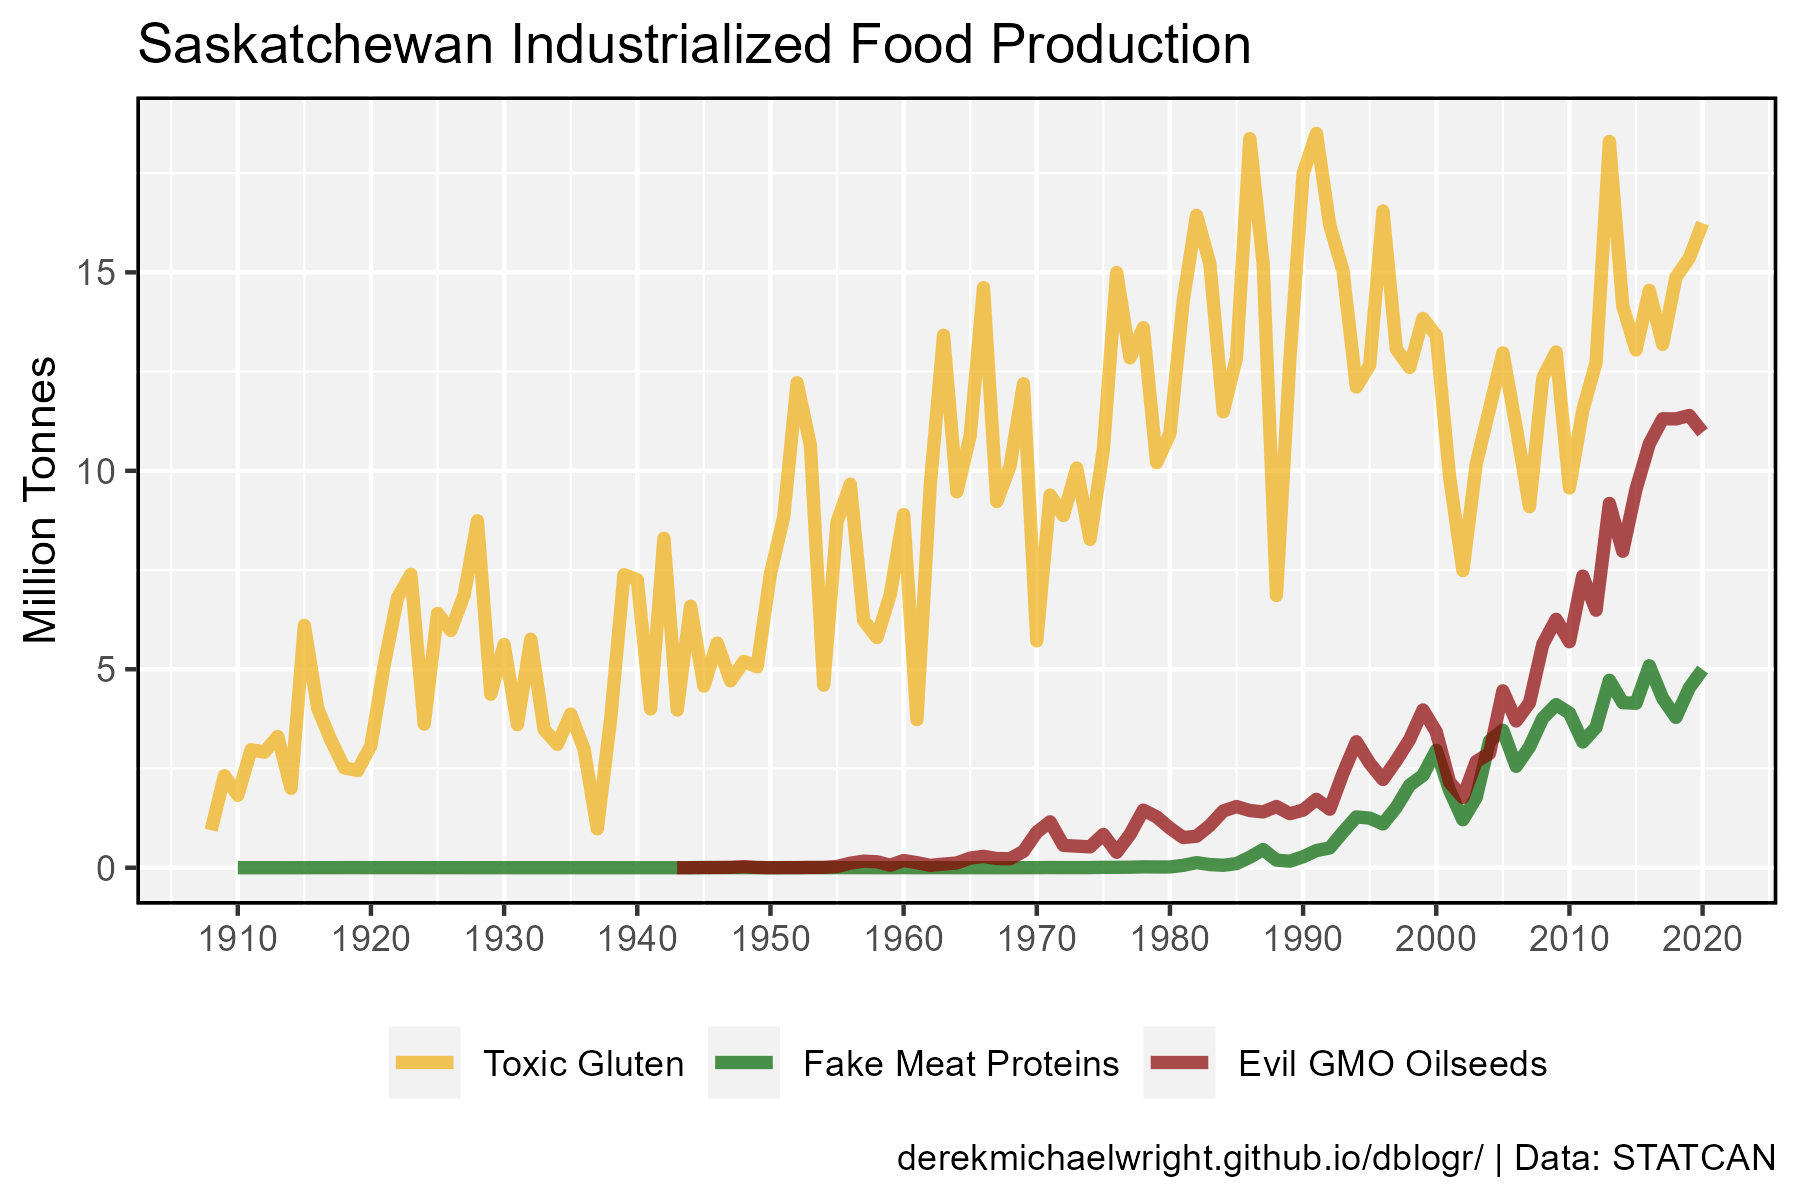 Saskatchewan Industrialized Food Production
Million Tonnes
15
10
5
0
1910 1920 1930 1940 1950 1960 1970 1980 1990 2000 2010 2020
Toxic Gluten Fake Meat Proteins Evil GMO Oilseeds
derekmichaelwright.github.io/dblogr/ | Data: STATCAN